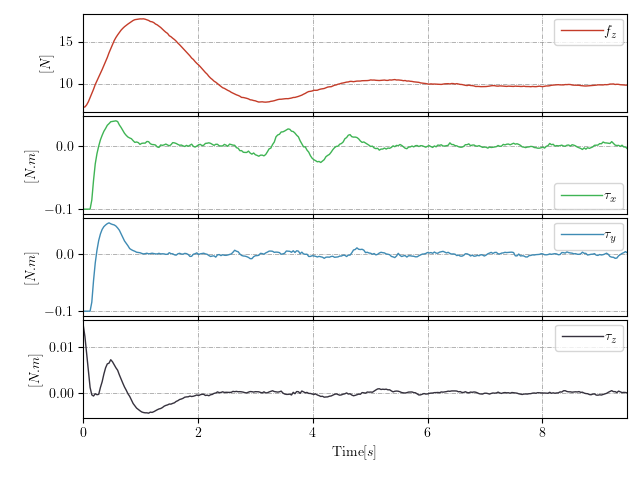 f_z
15
10
[N]
0.0
−0.1
[N.m]
τ_x
τ_y
0.0
−0.1
[N.m]
τ_z
0.01
0.00
[N.m]
0 2 4 6 8
Time[s]